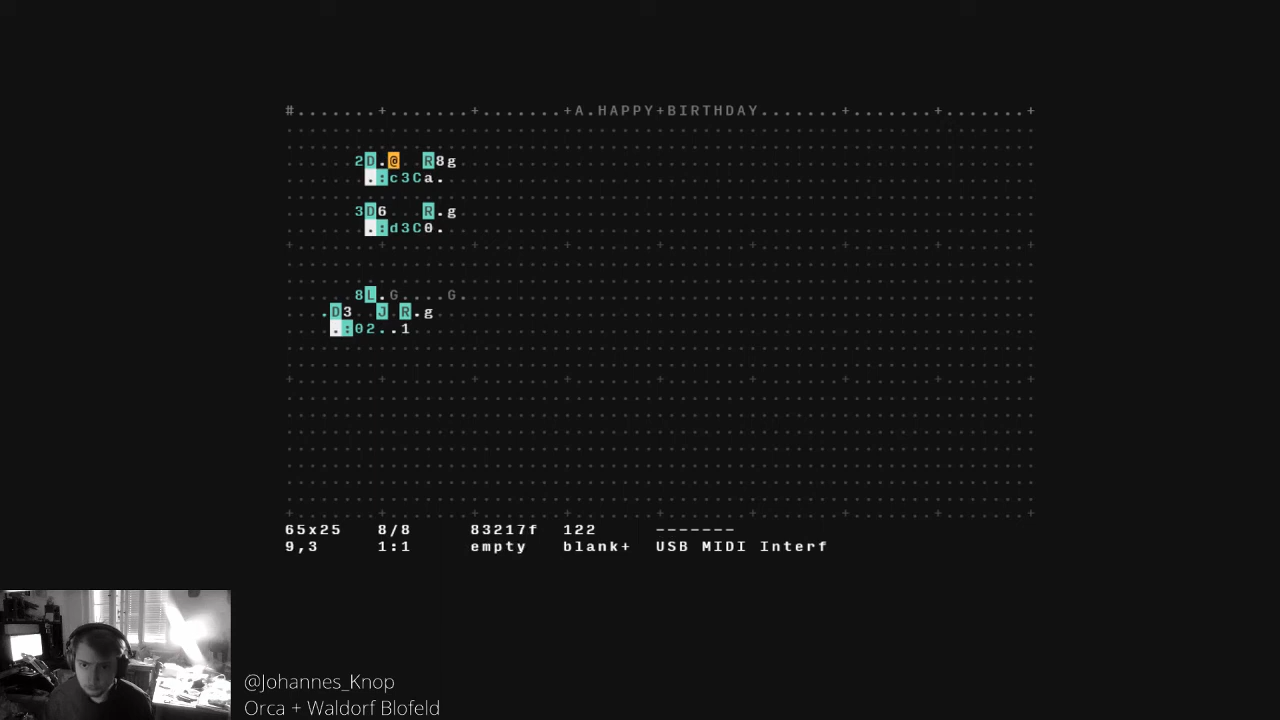 #.......+.......+.......+A.HAPPY+BIRTHDAY.......+.......+.......+
2D.@ R8g
.:c3Ca.
3D6 R.g
.:d3C0.
8L.G....G.
.D3 J R.g
.:02..1
65x25 8/8 83217f 122 -------
9,3 1:1 empty blank+ USB MIDI Interf
@Johannes_Knop
Orca + Waldorf Blofeld